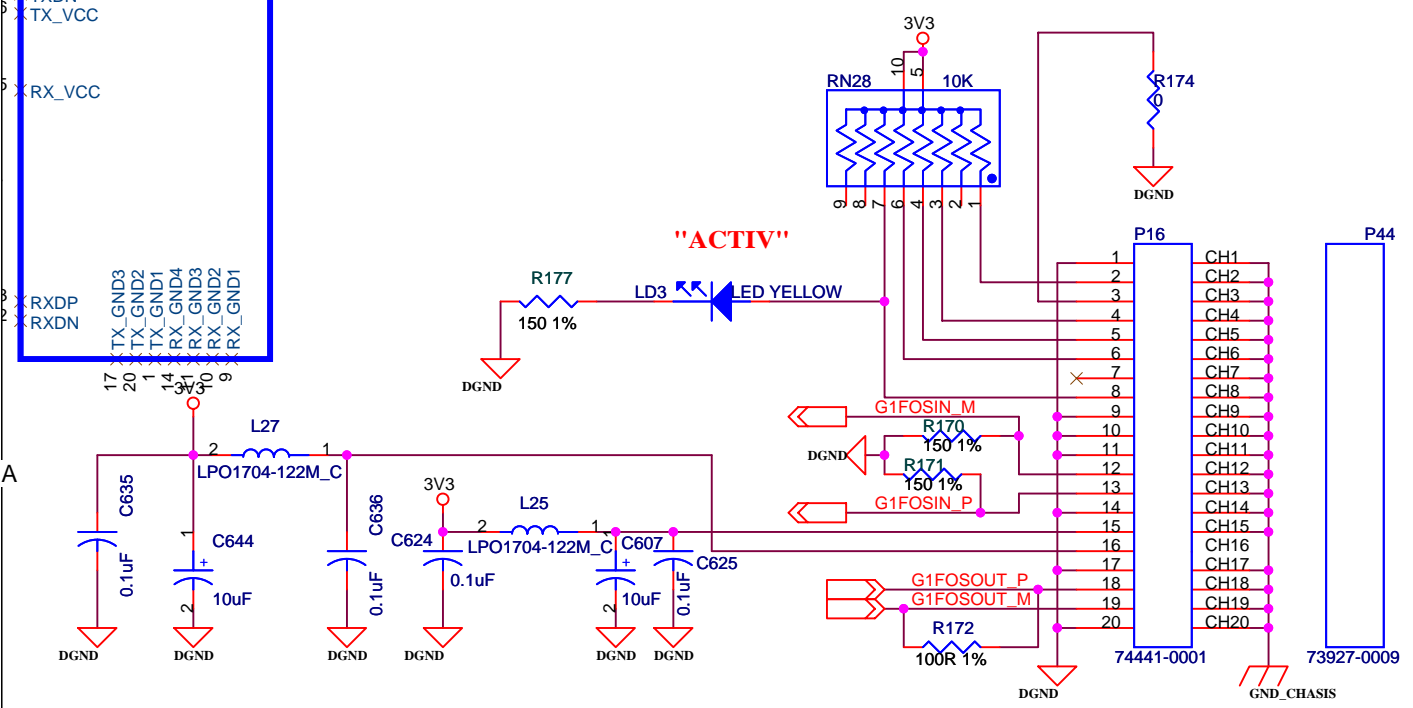 TX_VCC
RX_VCC
RXDP
RXDN
TX_GND3
TX_GND2
TX_GND1
RX_GND4
RX_GND3
RX_GND2
RX_GND1
17
20
1
14
11
10
9
3V3
RN28
10K
10
5
9
8
7
6
4
3
2
1
R174
0
DGND
"ACTIV"
R177
150 1%
LD3
LED YELLOW
DGND
3V3
L27
2
1
LPO1704-122M_C
A
C635
0.1uF
1
C644
10uF
2
C636
0.1uF
DGND
DGND
DGND
3V3
L25
2
1
LPO1704-122M_C
C624
0.1uF
C607
10uF
2
C625
0.1uF
DGND
DGND
DGND
G1FOSIN_M
R170
150 1%
DGND
R171
150 1%
G1FOSIN_P
G1FOSOUT_P
G1FOSOUT_M
R172
100R 1%
P16
1 CH1
2 CH2
3 CH3
4 CH4
5 CH5
6 CH6
7 CH7
8 CH8
9 CH9
10 CH10
11 CH11
12 CH12
13 CH13
14 CH14
15 CH15
16 CH16
17 CH17
18 CH18
19 CH19
20 CH20
74441-0001
DGND
GND_CHASIS
P44
73927-0009